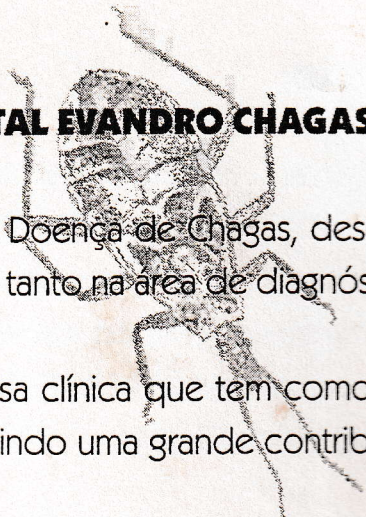 TAL EVANDRO CHAGAS
Doença de Chagas, des
tanto na área de diagnós
sa clínica que tem como
indo uma grande contrib